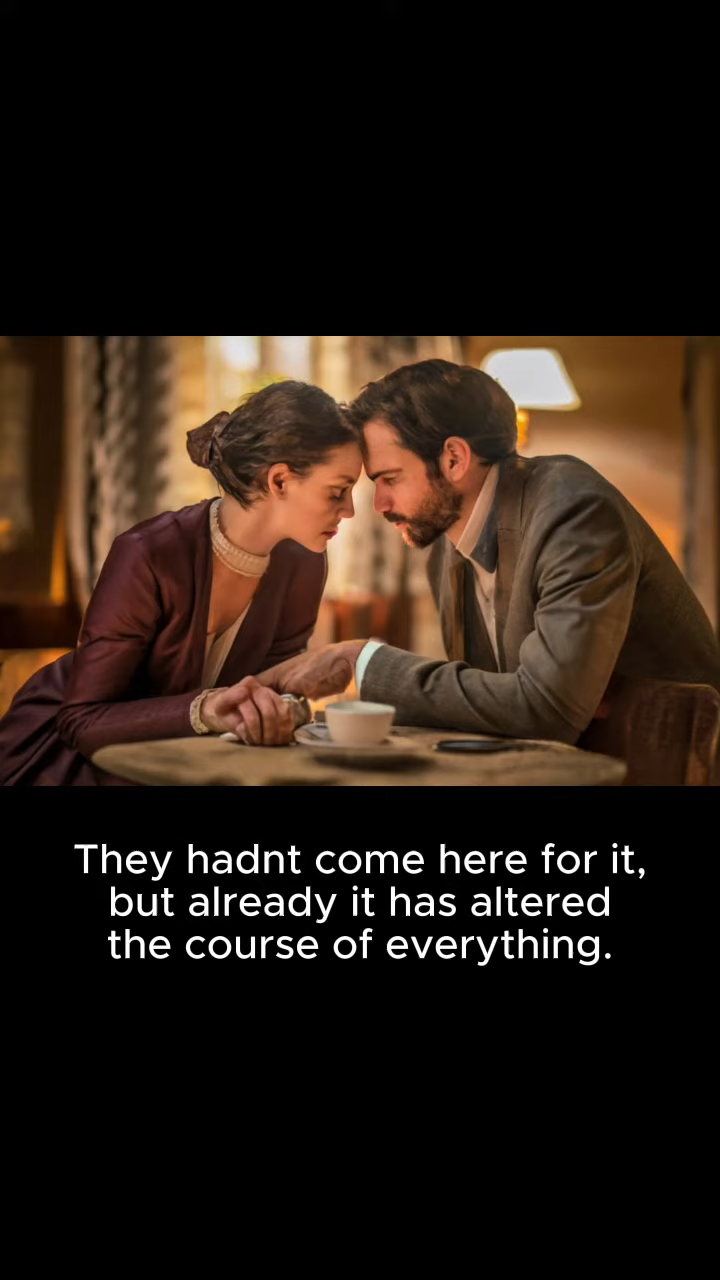 They hadnt come here for it,
but already it has altered
the course of everything.